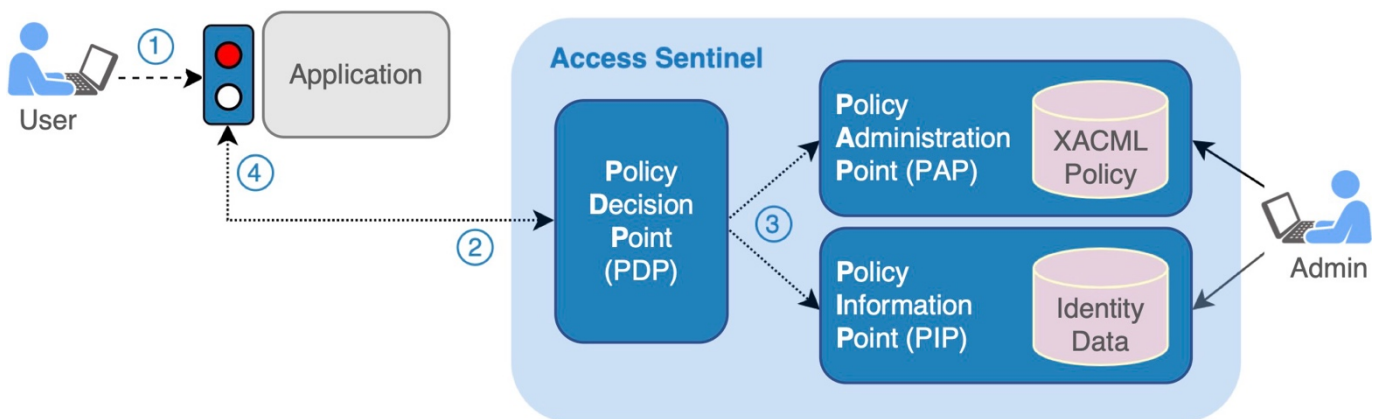 ①
User
Application
④
②
Access Sentinel
Policy
Decision
Point
(PDP)
③
Policy
Administration
Point (PAP)
XACML
Policy
Policy
Information
Point (PIP)
Identity
Data
Admin